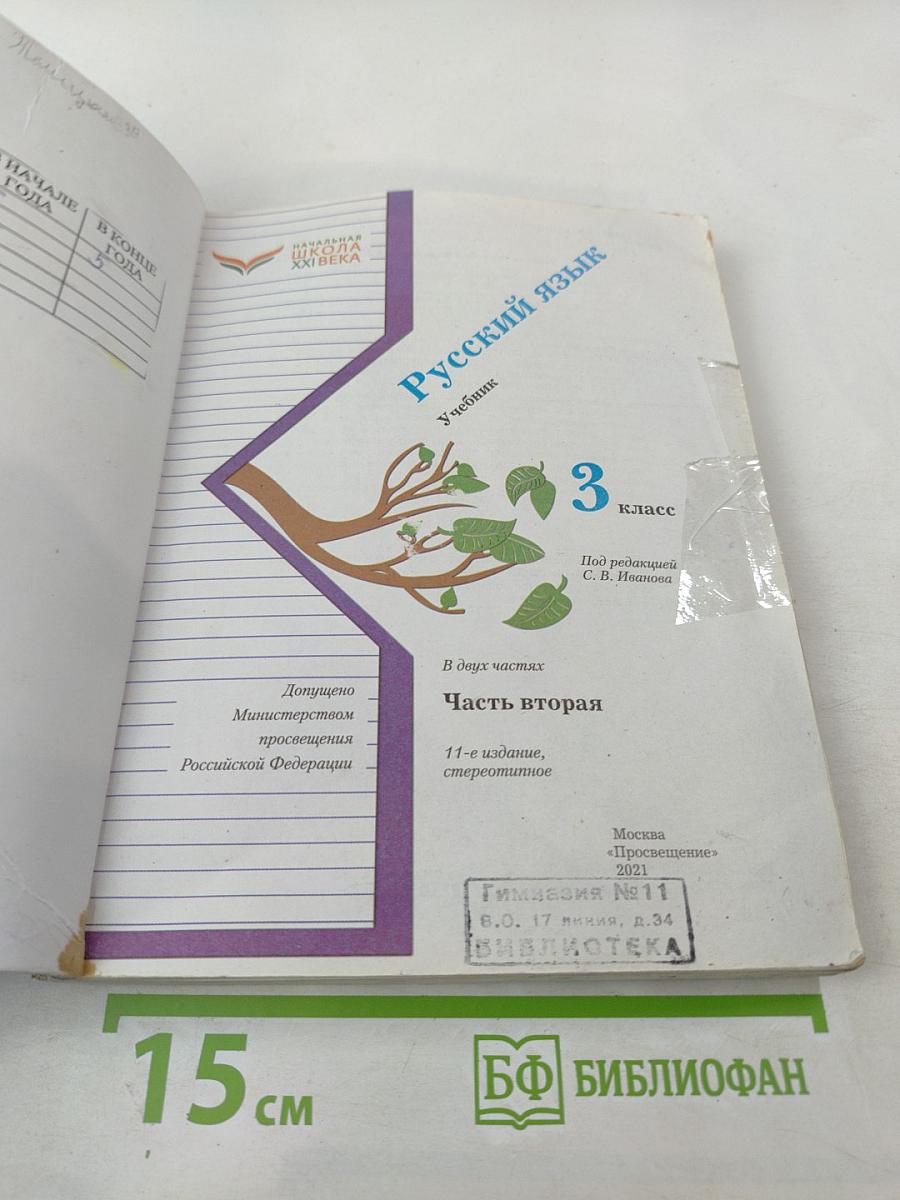 В НАЧАЛЕ
ГОДА
В КОНЦЕ
ГОДА
5
НАЧАЛЬНАЯ
ШКОЛА
XXI ВЕКА
Русский язык
Учебник
3 класс
Под редакцией
С. В. Иванова
В двух частях
Часть вторая
11-е издание,
стереотипное
Допущено
Министерством
просвещения
Российской Федерации
Москва
«Просвещение»
2021
Гимназия №11
В.О. 17 линия, д.34
БИБЛИОТЕКА
15 см
БФ БИБЛИОФАН